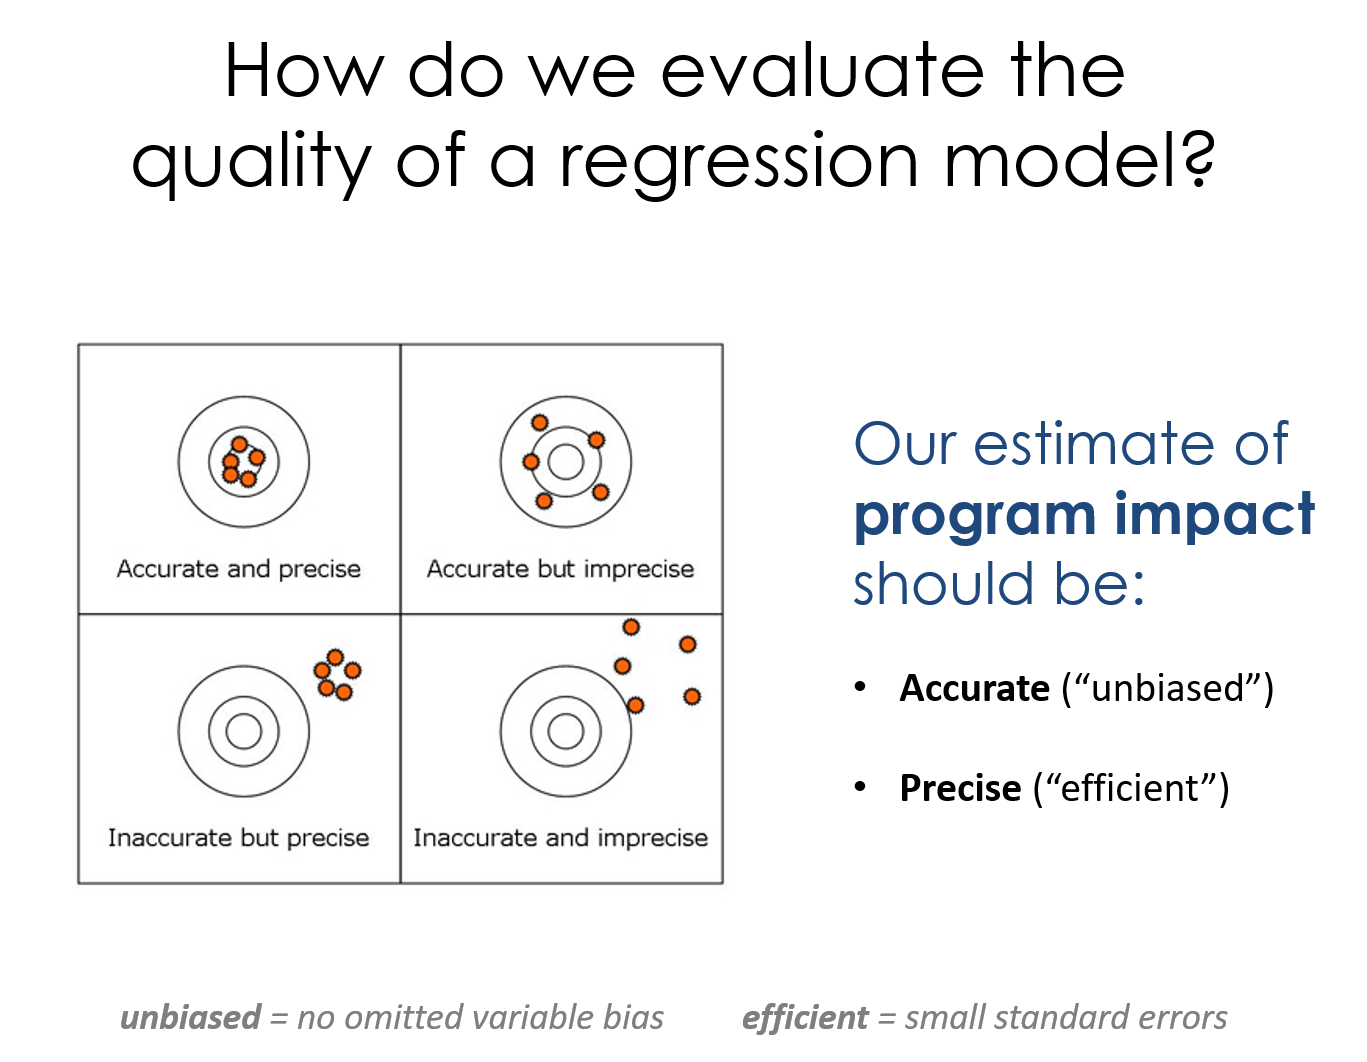 How do we evaluate the
quality of a regression model?
Accurate and precise
Accurate but imprecise
Inaccurate but precise
Inaccurate and imprecise
Our estimate of
program impact
should be:
• Accurate (“unbiased”)
• Precise (“efficient”)
unbiased = no omitted variable bias
efficient = small standard errors